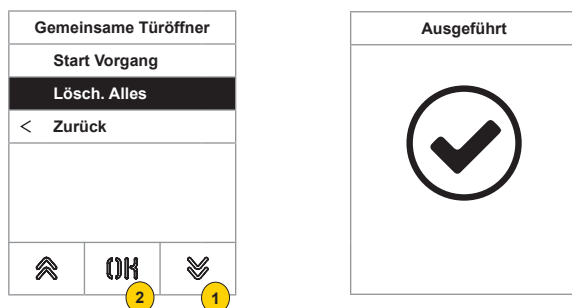 Gemeinsame Türöffner
Start Vorgang
Lösch. Alles
< Zurück
OK
2
1
Ausgeführt